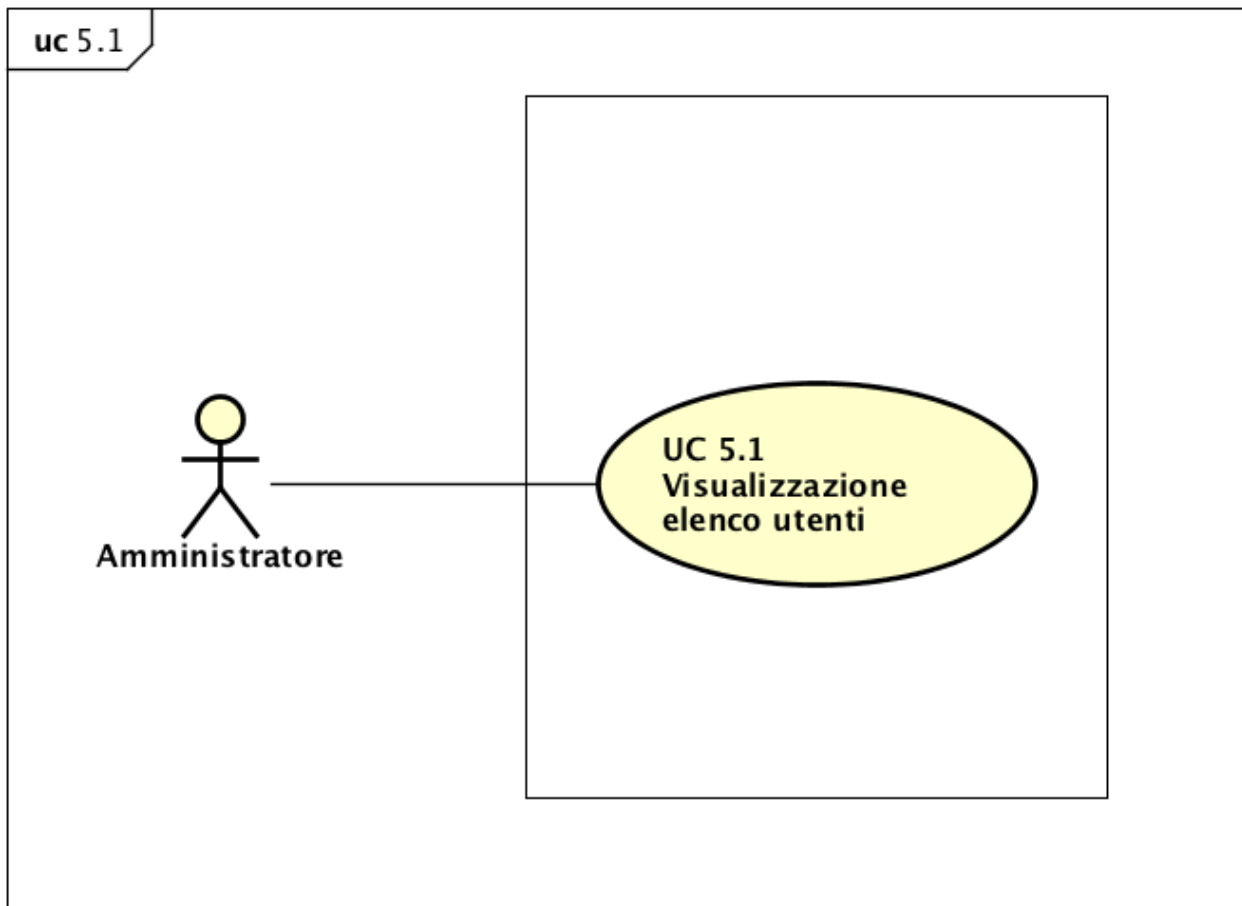 uc 5.1
UC 5.1
Visualizzazione
elenco utenti
Amministratore